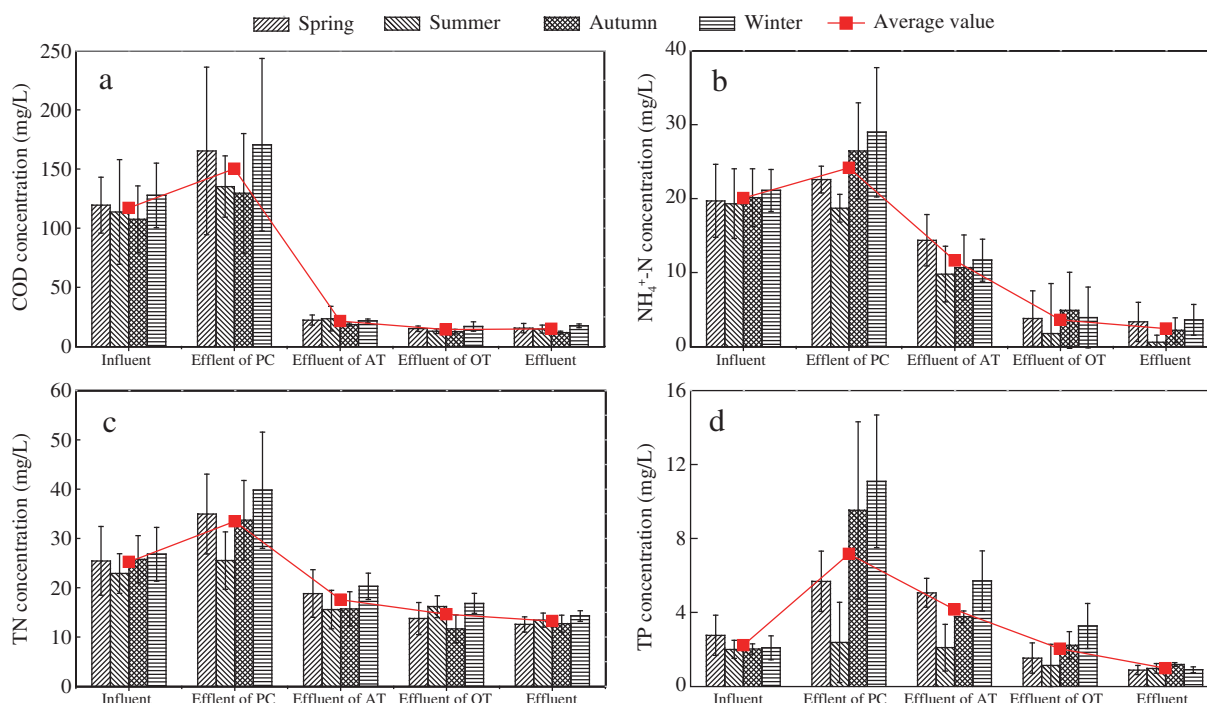 Spring Summer Autumn Winter Average value
a
COD concentration (mg/L)
250
200
150
100
50
0
Influent Efflent of PC Effluent of AT Effluent of OT Effluent
b
NH₄⁺-N concentration (mg/L)
40
30
20
10
0
Influent Efflent of PC Effluent of AT Effluent of OT Effluent
c
TN concentration (mg/L)
60
50
40
30
20
10
0
Influent Efflent of PC Effluent of AT Effluent of OT Effluent
d
TP concentration (mg/L)
16
12
8
4
0
Influent Efflent of PC Effluent of AT Effluent of OT Effluent